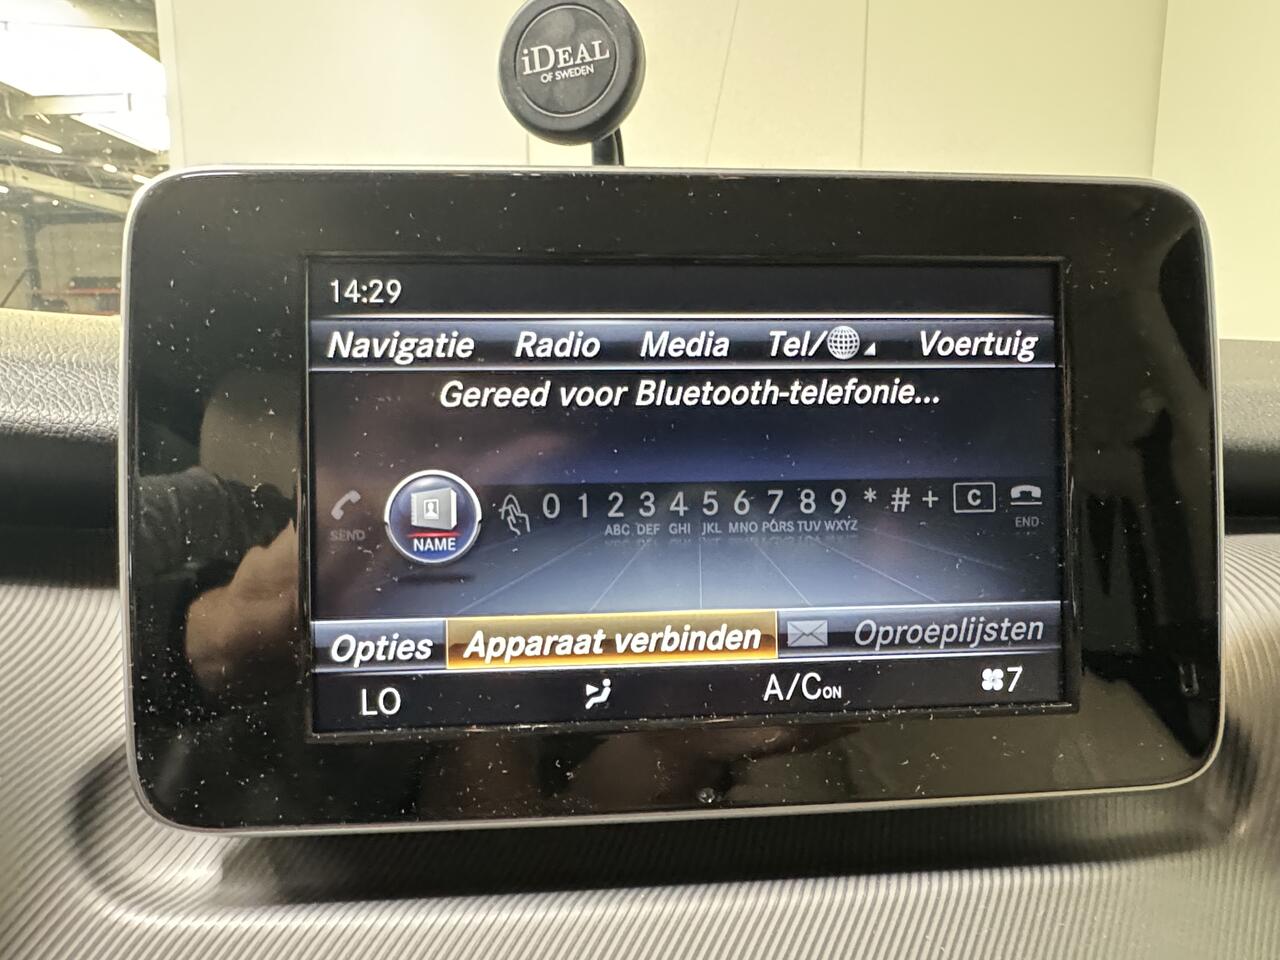 iDEAL
OF SWEDEN
14:29
Navigatie Radio Media Tel/ Voertuig
Gereed voor Bluetooth-telefonie...
SEND NAME 0 1 2 3 4 5 6 7 8 9 * # + C END
ABC DEF GHI JKL MNO PQRS TUV WXYZ
Opties Apparaat verbinden Oproeplijsten
LO A/C ON 7